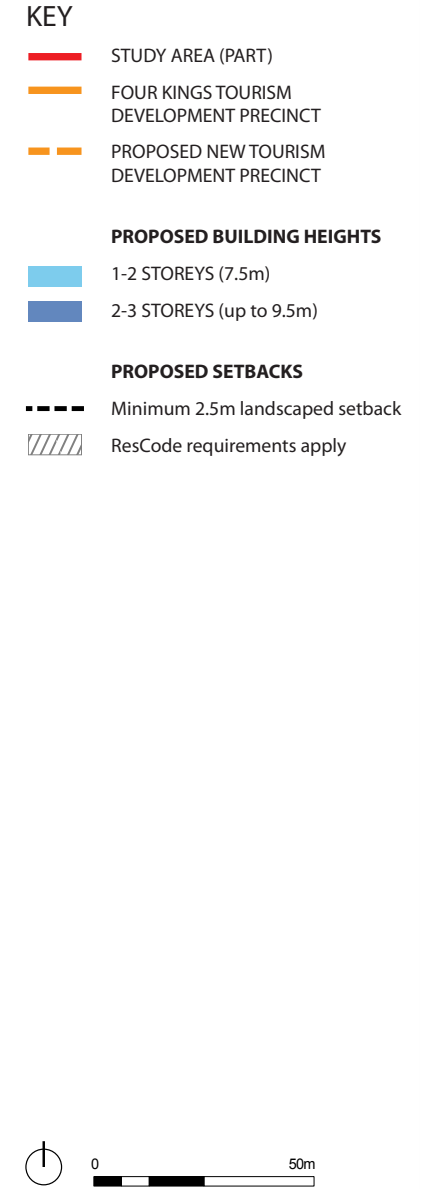 KEY
STUDY AREA (PART)
FOUR KINGS TOURISM
DEVELOPMENT PRECINCT
PROPOSED NEW TOURISM
DEVELOPMENT PRECINCT
PROPOSED BUILDING HEIGHTS
1-2 STOREYS (7.5m)
2-3 STOREYS (up to 9.5m)
PROPOSED SETBACKS
Minimum 2.5m landscaped setback
ResCode requirements apply
0 50m